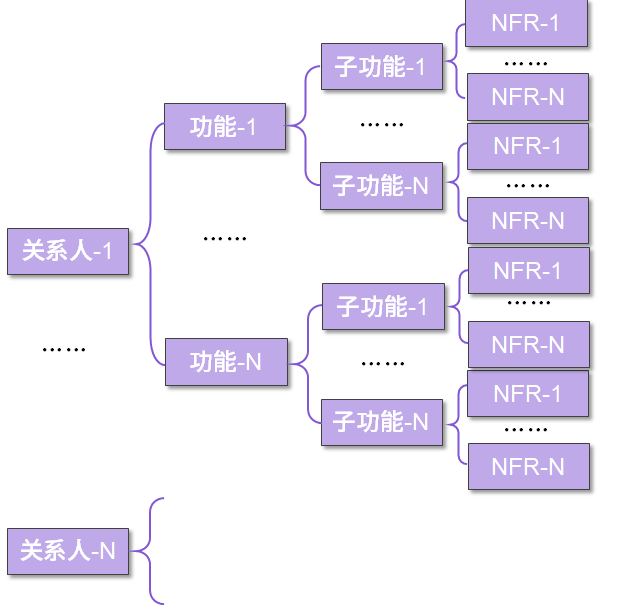 NFR-1
……
NFR-N
子功能-1
……
子功能-N
NFR-1
……
NFR-N
功能-1
……
功能-N
子功能-1
……
子功能-N
NFR-1
……
NFR-N
NFR-1
……
NFR-N
关系人-1
……
关系人-N